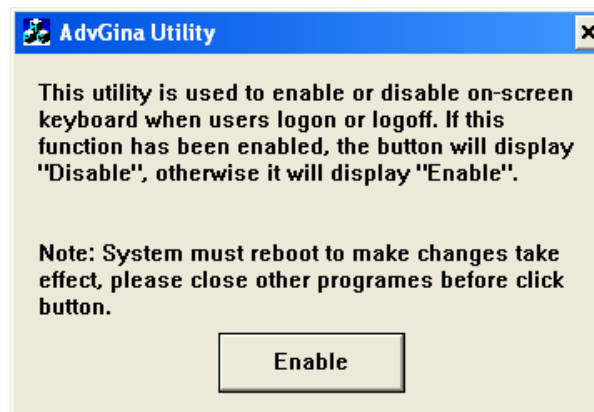 AdvGina Utility
This utility is used to enable or disable on-screen
keyboard when users logon or logoff. If this
function has been enabled, the button will display
"Disable", otherwise it will display "Enable".
Note: System must reboot to make changes take
effect, please close other programes before click
button.
Enable